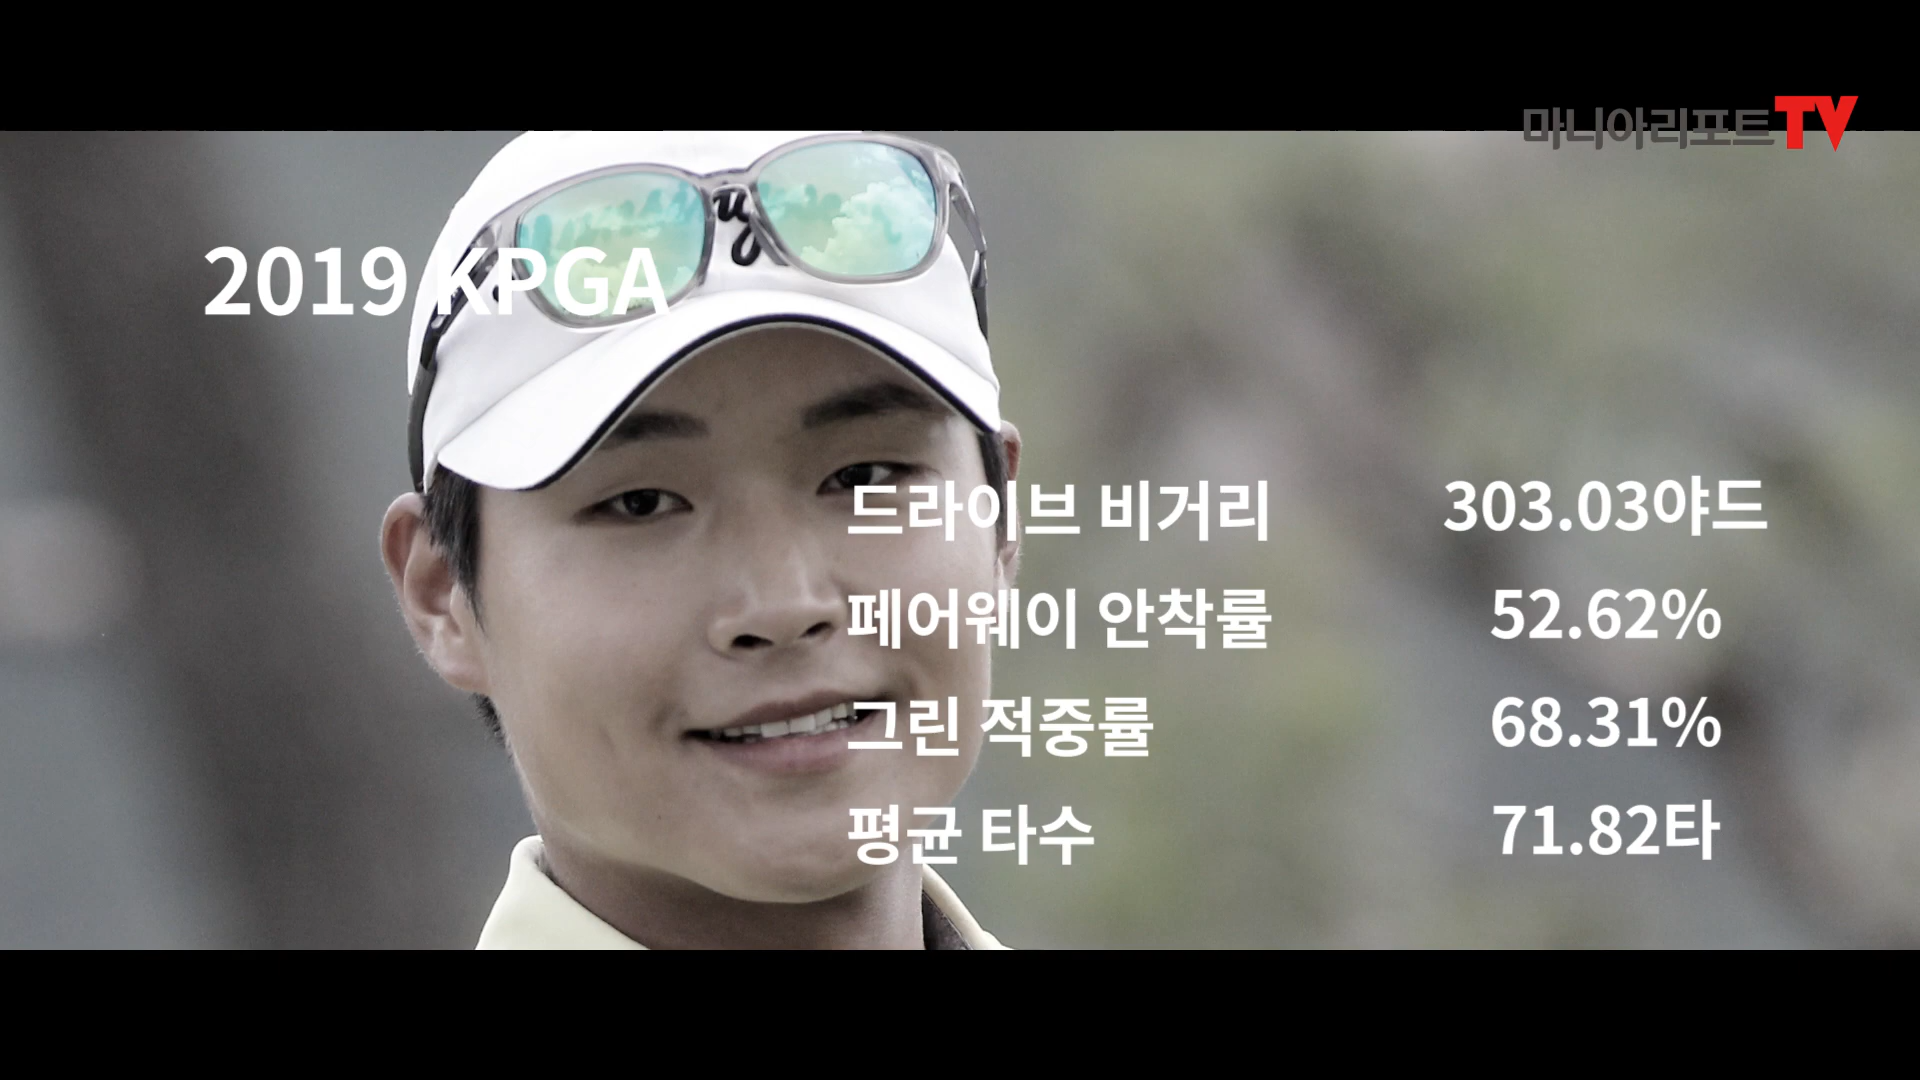 마니아리포트TV
2019 KPGA
드라이브 비거리 303.03야드
페어웨이 안착률 52.62%
그린 적중률 68.31%
평균 타수 71.82타